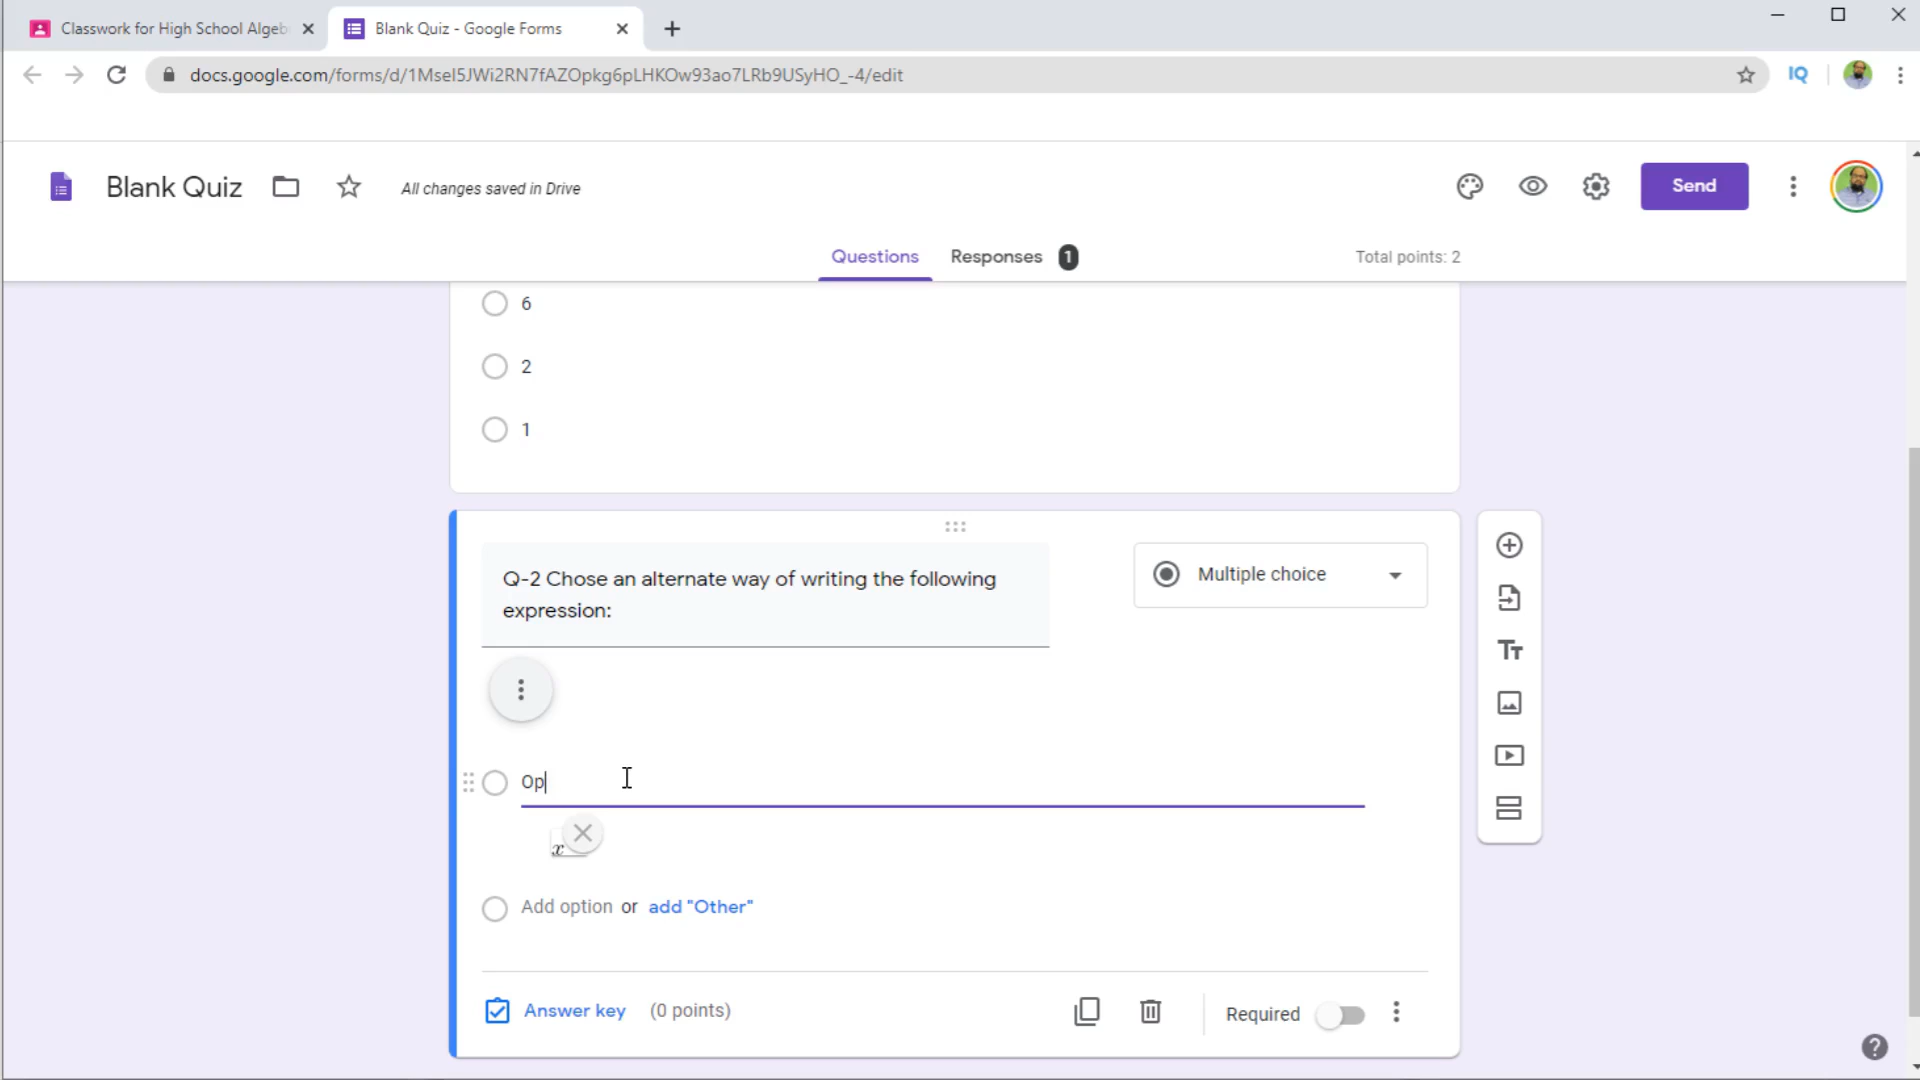 Classwork for High School Algeb
Blank Quiz - Google Forms
docs.google.com/forms/d/1MseI5JWi2RN7fAZOpkg6pLHKOw93ao7LRb9USyHO_-4/edit
IQ
Blank Quiz
All changes saved in Drive
Send
Questions
Responses 1
Total points: 2
6
2
1
Q-2 Chose an alternate way of writing the following
expression:
Multiple choice
Tт
Op
x
Add option or add "Other"
Answer key (0 points)
Required